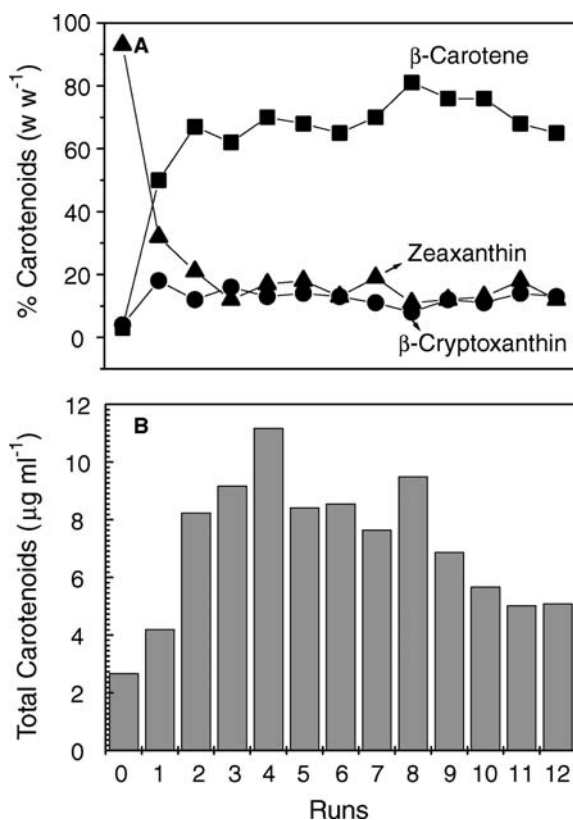 100
A
β-Carotene
80
60
40
Zeaxanthin
20
β-Cryptoxanthin
0
% Carotenoids (w w⁻¹)
12
B
10
8
6
4
2
0
Total Carotenoids (μg ml⁻¹)
0 1 2 3 4 5 6 7 8 9 10 11 12
Runs